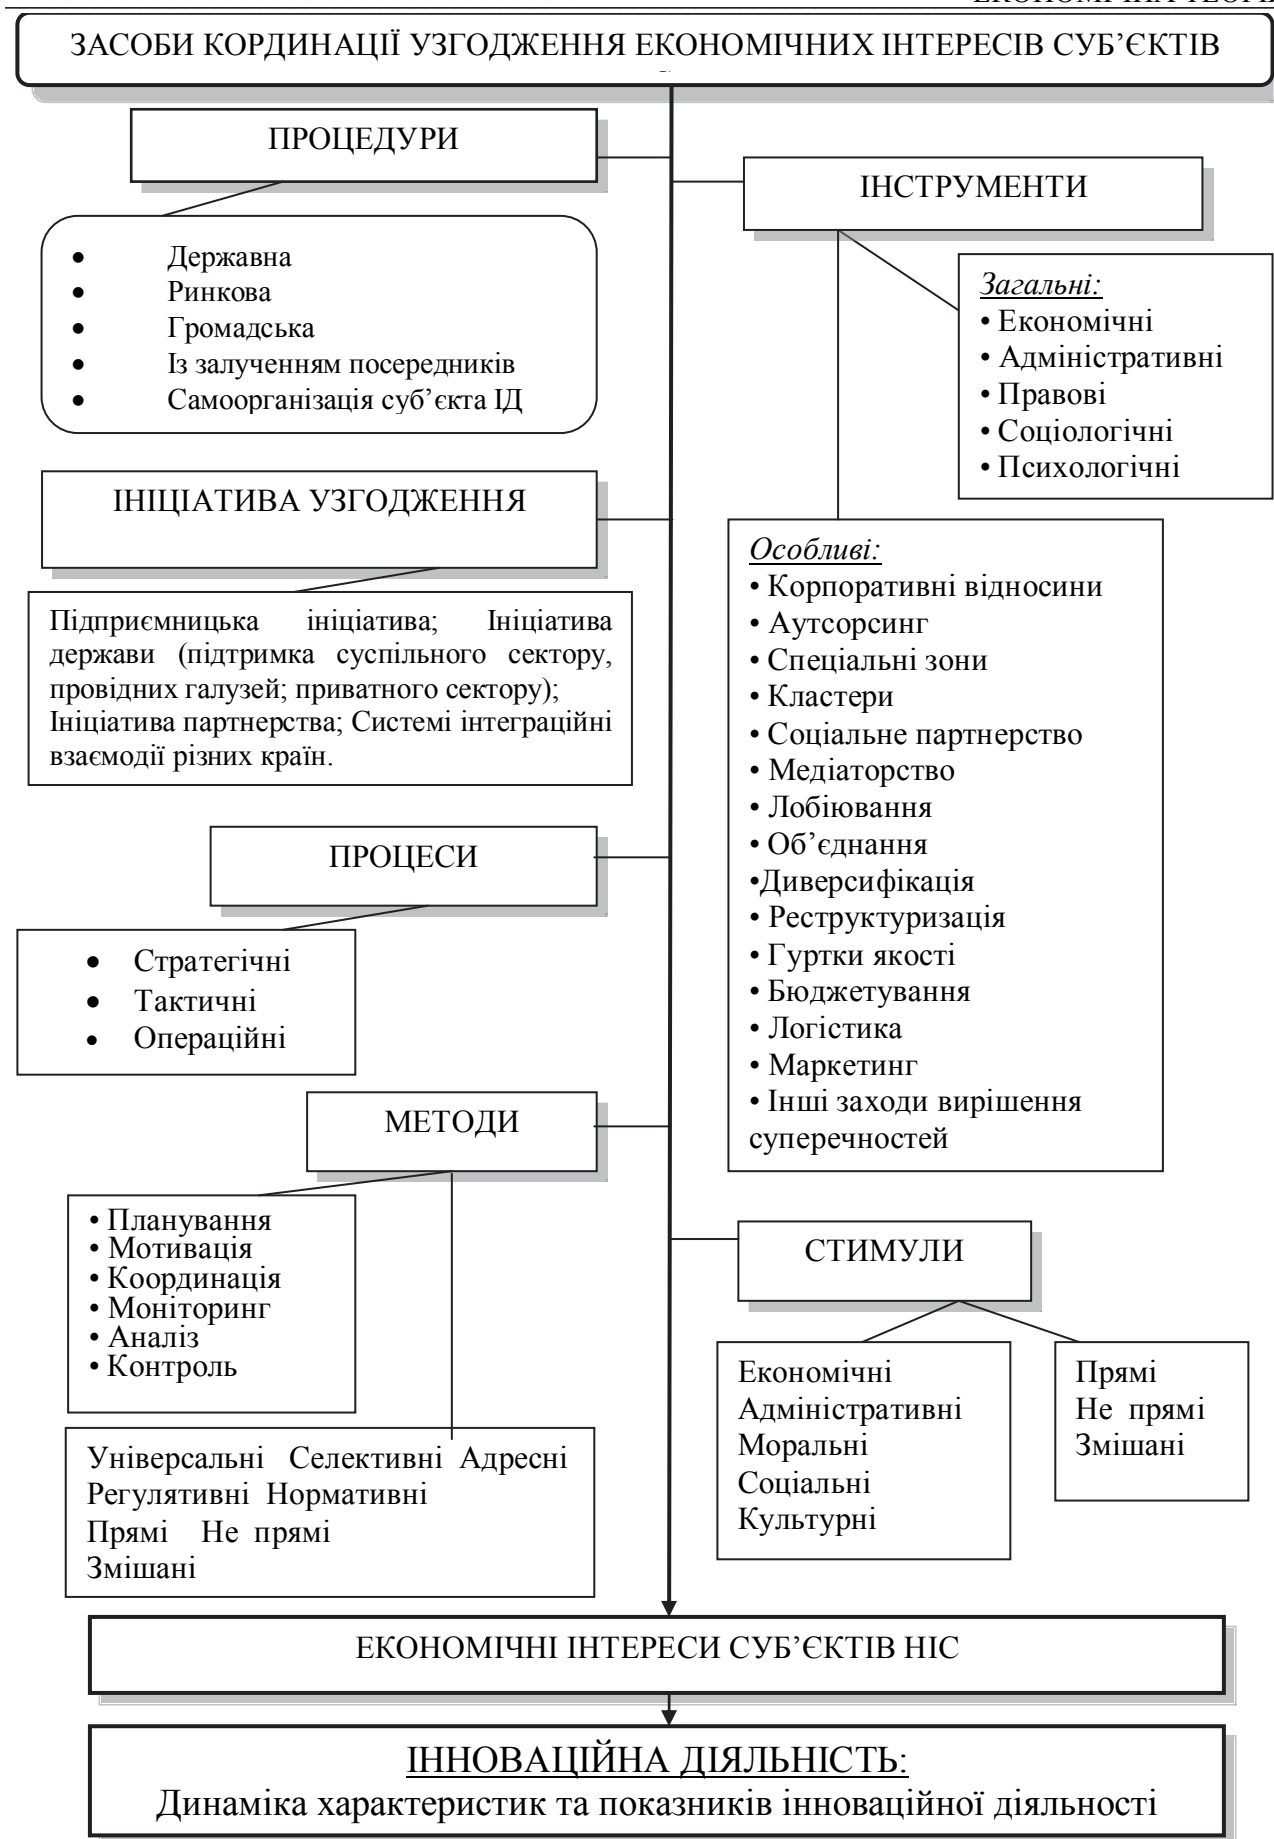 ЗАСОБИ КОРДИНАЦІЇ УЗГОДЖЕННЯ ЕКОНОМІЧНИХ ІНТЕРЕСІВ СУБ’ЄКТІВ
ПРОЦЕДУРИ
• Державна
• Ринкова
• Громадська
• Із залученням посередників
• Самоорганізація суб’єкта ІД
ІНСТРУМЕНТИ
Загальні:
• Економічні
• Адміністративні
• Правові
• Соціологічні
• Психологічні
ІНІЦІАТИВА УЗГОДЖЕННЯ
Підприємницька ініціатива; Ініціатива
держави (підтримка суспільного сектору,
провідних галузей; приватного сектору);
Ініціатива партнерства; Системі інтеграційні
взаємодії різних країн.
Особливі:
• Корпоративні відносини
• Аутсорсинг
• Спеціальні зони
• Кластери
• Соціальне партнерство
• Медіаторство
• Лобіювання
• Об’єднання
•Диверсифікація
• Реструктуризація
• Гуртки якості
• Бюджетування
• Логістика
• Маркетинг
• Інші заходи вирішення
суперечностей
ПРОЦЕСИ
• Стратегічні
• Тактичні
• Операційні
МЕТОДИ
• Планування
• Мотивація
• Координація
• Моніторинг
• Аналіз
• Контроль
Універсальні Селективні Адресні
Регулятивні Нормативні
Прямі Не прямі
Змішані
СТИМУЛИ
Економічні
Адміністративні
Моральні
Соціальні
Культурні
Прямі
Не прямі
Змішані
ЕКОНОМІЧНІ ІНТЕРЕСИ СУБ’ЄКТІВ НІС
ІННОВАЦІЙНА ДІЯЛЬНІСТЬ:
Динаміка характеристик та показників інноваційної діяльності